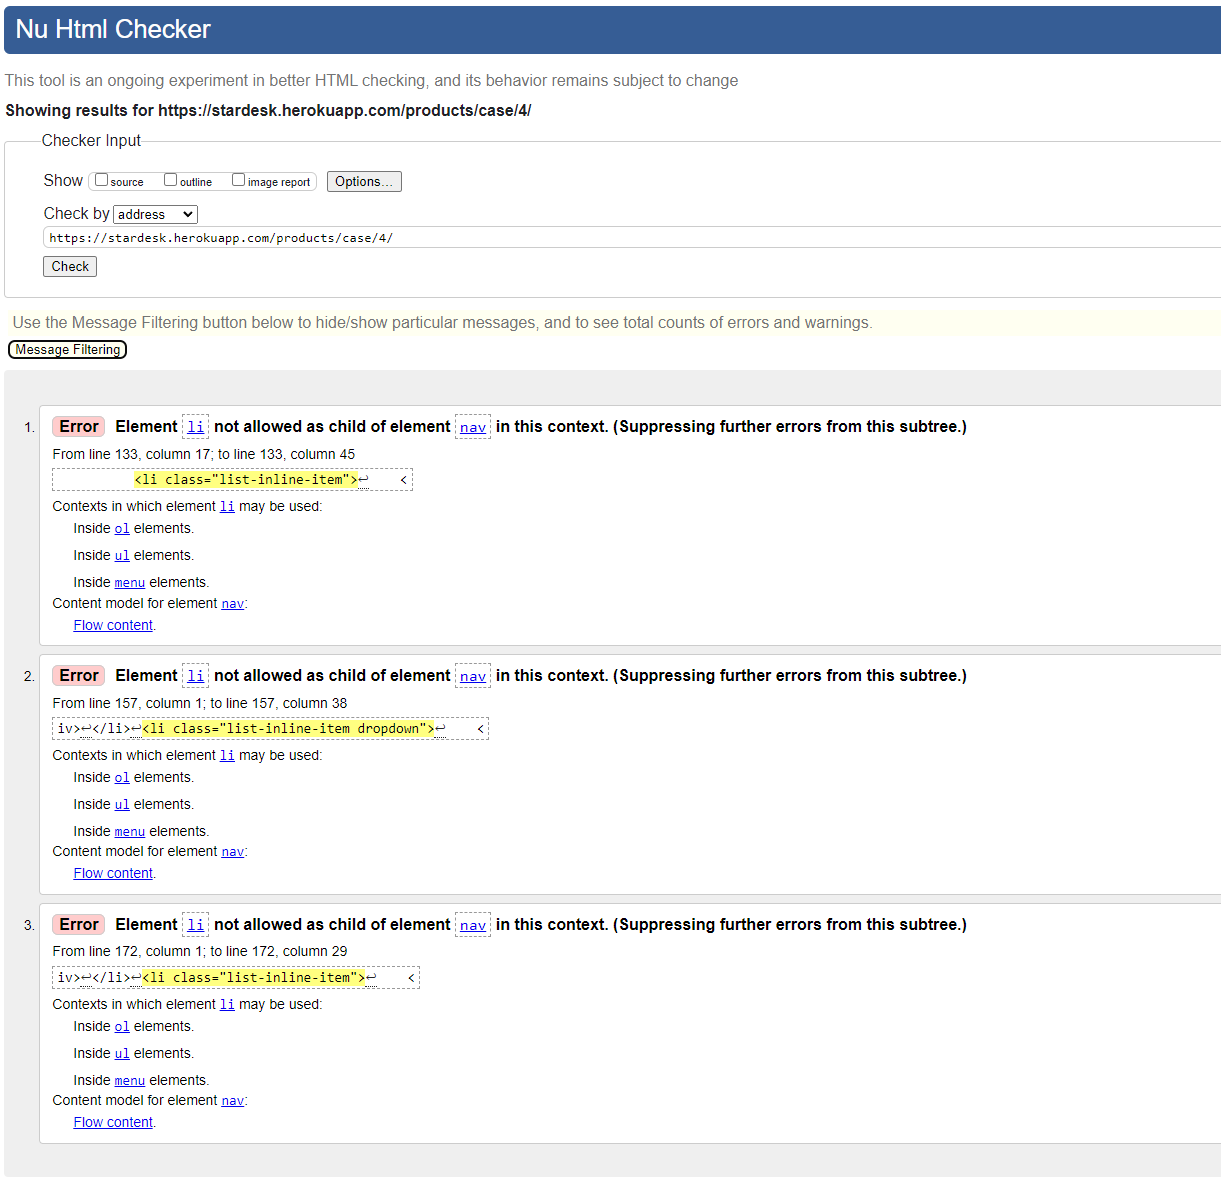 Nu Html Checker
This tool is an ongoing experiment in better HTML checking, and its behavior remains subject to change
Showing results for https://stardesk.herokuapp.com/products/case/4/
Checker Input
Show source outline image report Options...
Check by address
https://stardesk.herokuapp.com/products/case/4/
Check
Use the Message Filtering button below to hide/show particular messages, and to see total counts of errors and warnings.
Message Filtering
1. Error Element li not allowed as child of element nav in this context. (Suppressing further errors from this subtree.)
From line 133, column 17; to line 133, column 45
<li class="list-inline-item">↩ <
Contexts in which element li may be used:
Inside ol elements.
Inside ul elements.
Inside menu elements.
Content model for element nav:
Flow content.
2. Error Element li not allowed as child of element nav in this context. (Suppressing further errors from this subtree.)
From line 157, column 1; to line 157, column 38
iv>↩</li>↩<li class="list-inline-item dropdown">↩ <
Contexts in which element li may be used:
Inside ol elements.
Inside ul elements.
Inside menu elements.
Content model for element nav:
Flow content.
3. Error Element li not allowed as child of element nav in this context. (Suppressing further errors from this subtree.)
From line 172, column 1; to line 172, column 29
iv>↩</li>↩<li class="list-inline-item">↩ <
Contexts in which element li may be used:
Inside ol elements.
Inside ul elements.
Inside menu elements.
Content model for element nav:
Flow content.